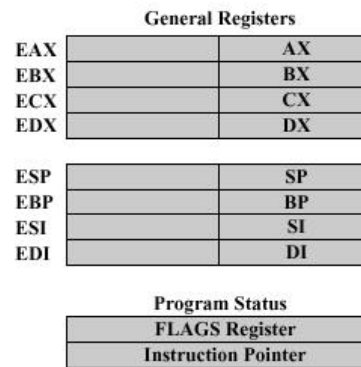 General Registers
EAX AX
EBX BX
ECX CX
EDX DX
ESP SP
EBP BP
ESI SI
EDI DI
Program Status
FLAGS Register
Instruction Pointer